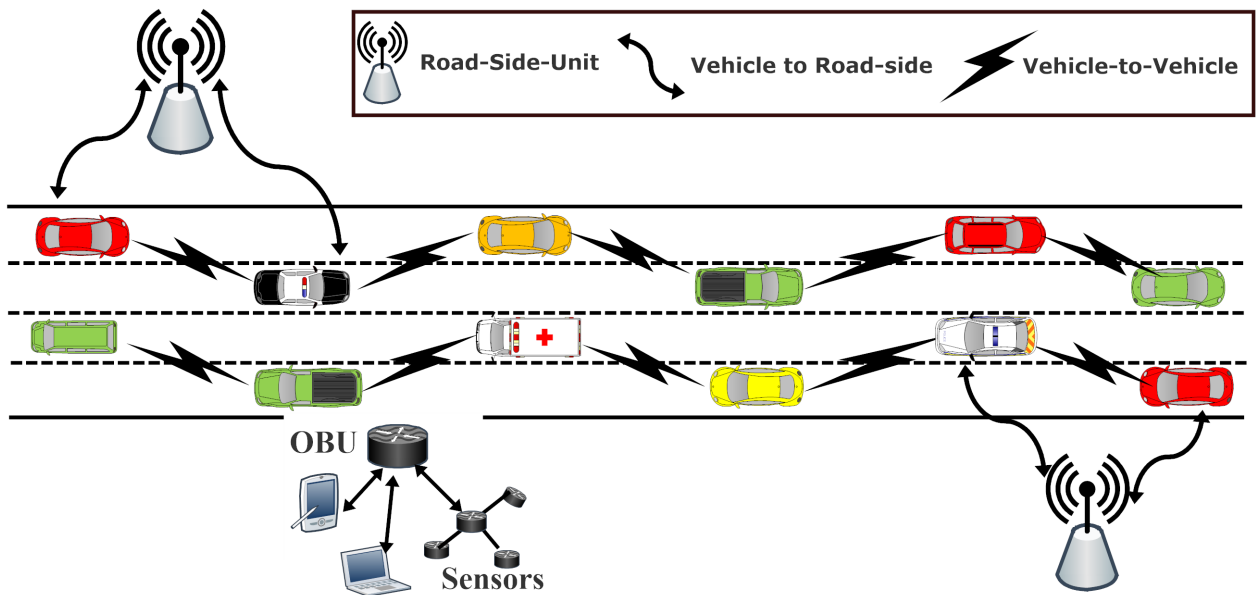 Road-Side-Unit
Vehicle to Road-side
Vehicle-to-Vehicle
OBU
Sensors